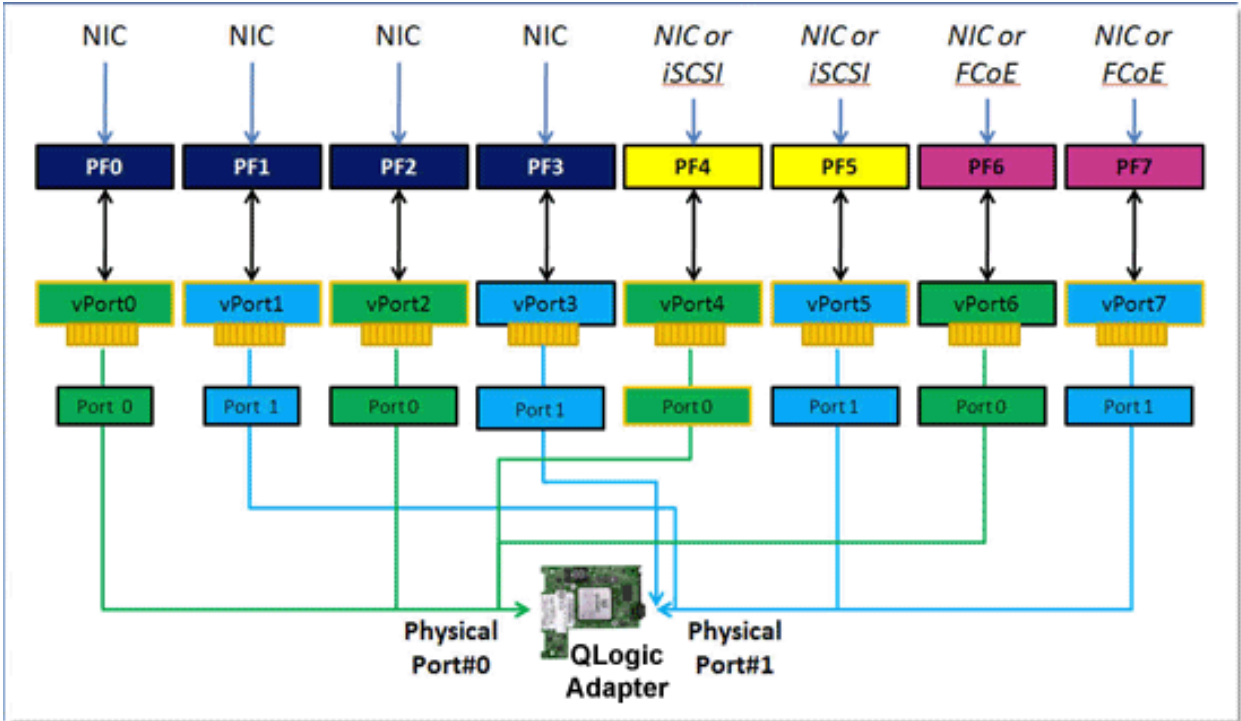 NIC NIC NIC NIC NIC or NIC or NIC or NIC or
iSCSI iSCSI FCoE FCoE
PF0 PF1 PF2 PF3 PF4 PF5 PF6 PF7
vPort0 vPort1 vPort2 vPort3 vPort4 vPort5 vPort6 vPort7
Port 0 Port 1 Port 0 Port 1 Port 0 Port 1 Port 0 Port 1
Physical
Port#0
QLogic
Adapter
Physical
Port#1